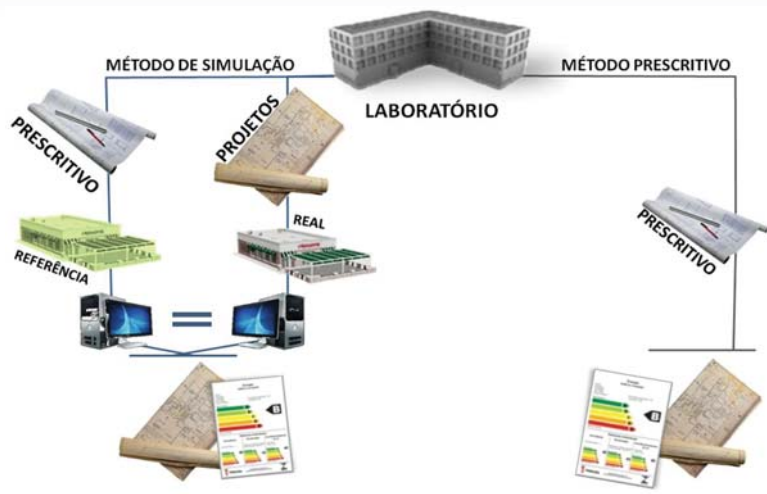 MÉTODO DE SIMULAÇÃO
MÉTODO PRESCRITIVO
LABORATÓRIO
PRESCRITIVO
PROJETOS
REAL
REFERÊNCIA
PRESCRITIVO
=
B
B